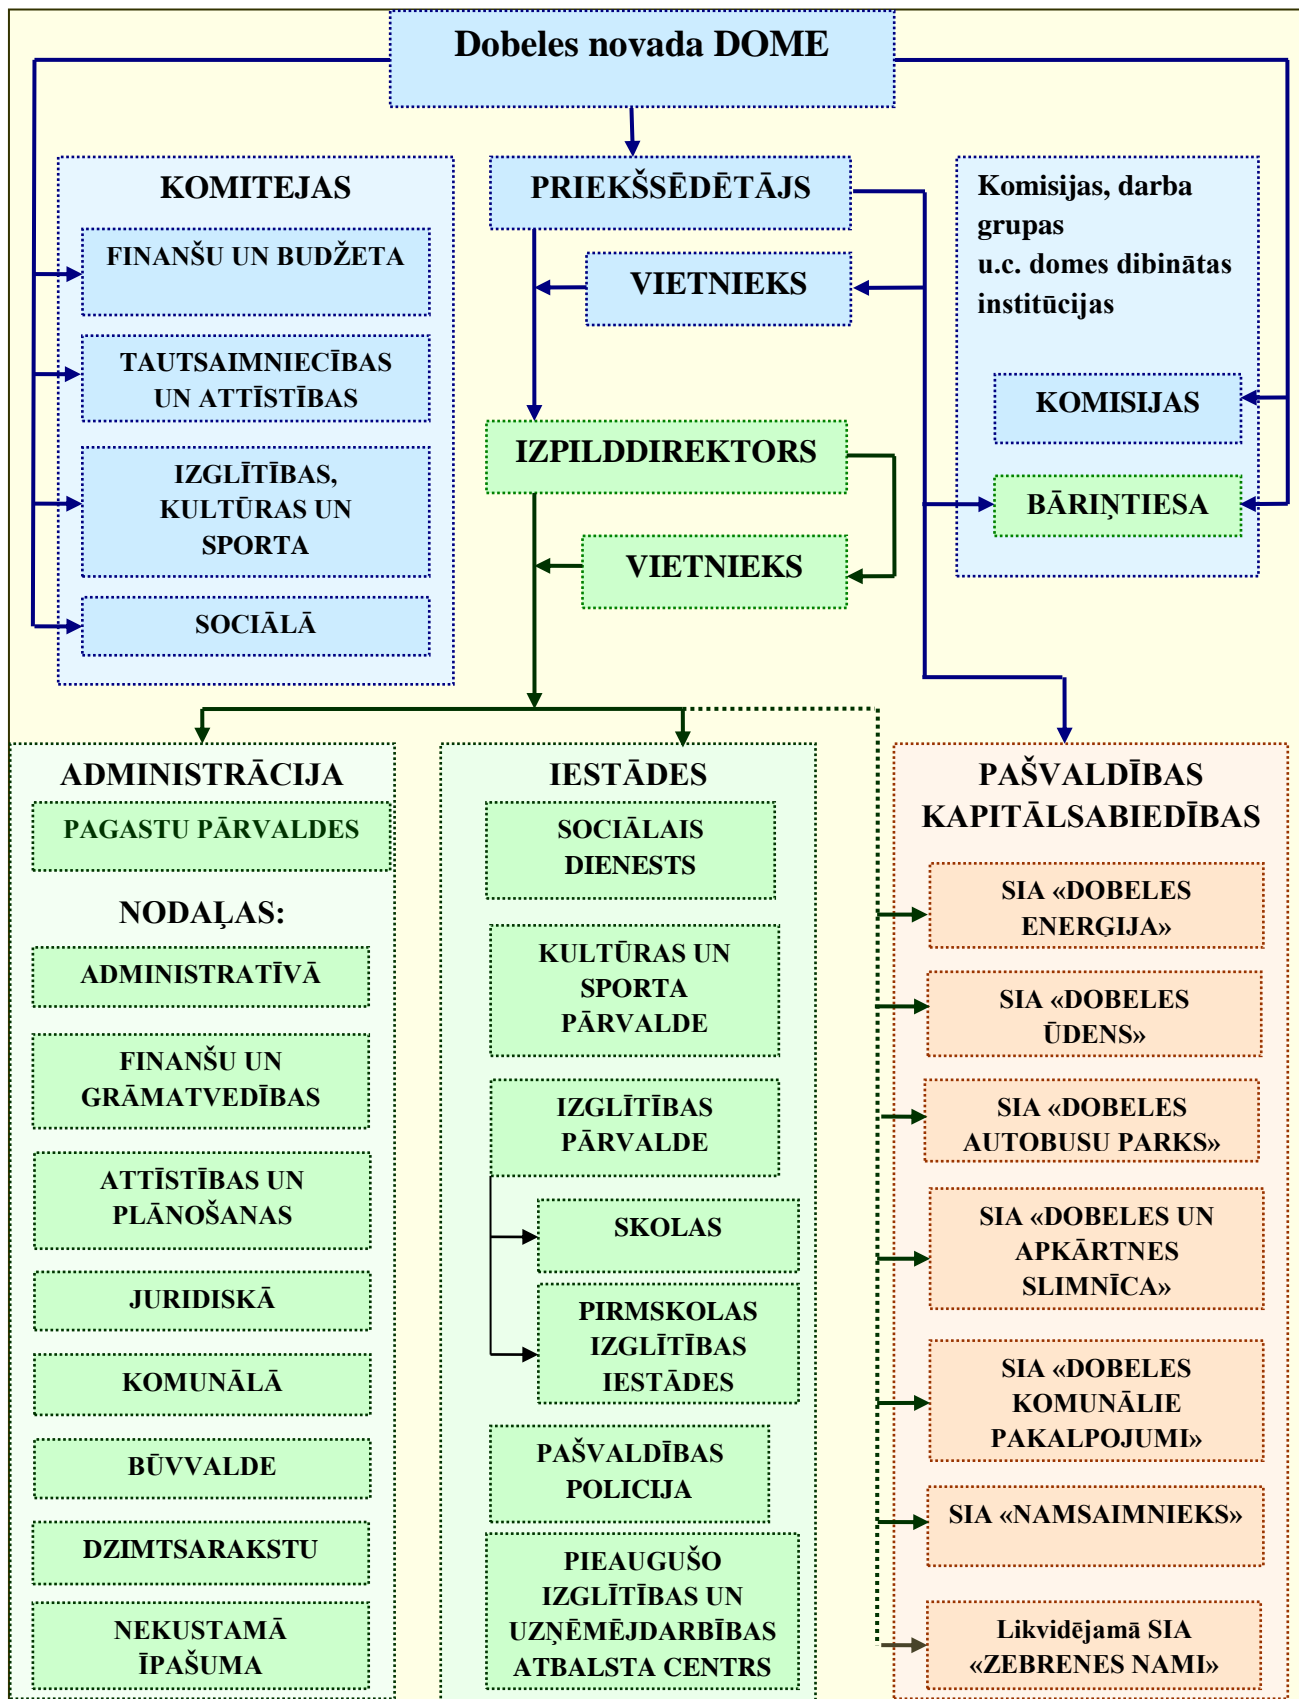 Dobeles novada DOME
KOMITEJAS
FINANŠU UN BUDŽETA
TAUTSAIMNIECĪBAS
UN ATTĪSTĪBAS
IZGLĪTĪBAS,
KULTŪRAS UN
SPORTA
SOCIĀLĀ
PRIEKŠSĒDĒTĀJS
VIETNIEKS
IZPILDDIREKTORS
VIETNIEKS
Komisijas, darba
grupas
u.c. domes dibinātas
institūcijas
KOMISIJAS
BĀRIŅTIESA
ADMINISTRĀCIJA
PAGASTU PĀRVALDES
NODAĻAS:
ADMINISTRATĪVĀ
FINANŠU UN
GRĀMATVEDĪBAS
ATTĪSTĪBAS UN
PLĀNOŠANAS
JURIDISKĀ
KOMUNĀLĀ
BŪVVALDE
DZIMTSARAKSTU
NEKUSTAMĀ
ĪPAŠUMA
IESTĀDES
SOCIĀLAIS
DIENESTS
KULTŪRAS UN
SPORTA
PĀRVALDE
IZGLĪTĪBAS
PĀRVALDE
SKOLAS
PIRMSKOLAS
IZGLĪTĪBAS
IESTĀDES
PAŠVALDĪBAS
POLICIJA
PIEAUGUŠO
IZGLĪTĪBAS UN
UZŅĒMĒJDARBĪBAS
ATBALSTA CENTRS
PAŠVALDĪBAS
KAPITĀLSABIEDĪBAS
SIA «DOBELES
ENERĢIJA»
SIA «DOBELES
ŪDENS»
SIA «DOBELES
AUTOBUSU PARKS»
SIA «DOBELES UN
APKĀRTNES
SLIMNĪCA»
SIA «DOBELES
KOMUNĀLIE
PAKALPOJUMI»
SIA «NAMSAIMNIEKS»
Likvidējamā SIA
«ZEBRENES NAMI»